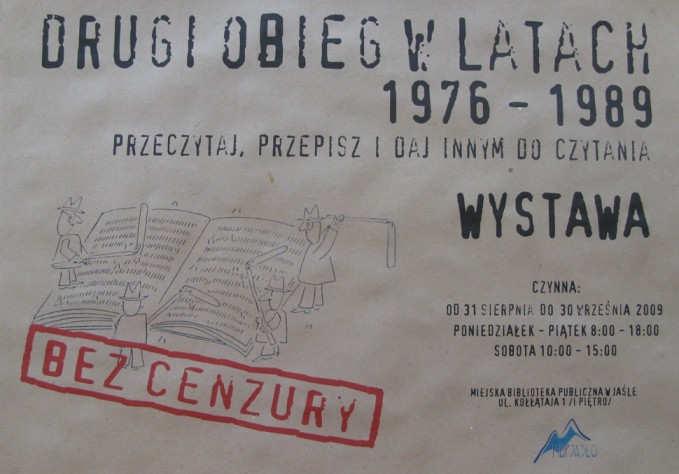 DRUGI OBIEG W LATACH
1976 - 1989
PRZECZYTAJ, PRZEPISZ I DAJ INNYM DO CZYTANIA
WYSTAWA
BEZ CENZURY
CZYNNA:
OD 31 SIERPNIA DO 30 WRZEŚNIA 2009
PONIEDZIAŁEK - PIĄTEK 8:00 - 18:00
SOBOTA 10:00 - 15:00
MIEJSKA BIBLIOTEKA PUBLICZNA W JAŚLE
UL. KOŁŁĄTAJA 1 /I PIĘTRO/